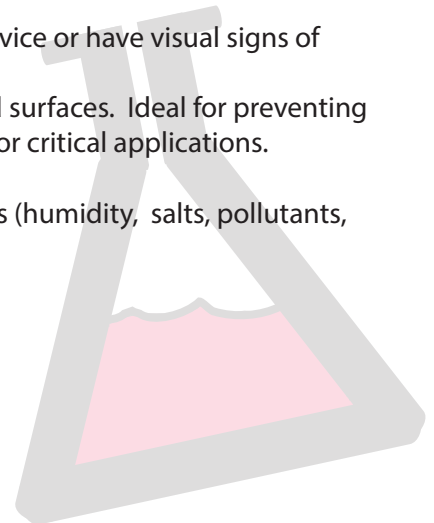 vice or have visual signs of
surfaces. Ideal for preventing
or critical applications.
s (humidity, salts, pollutants,